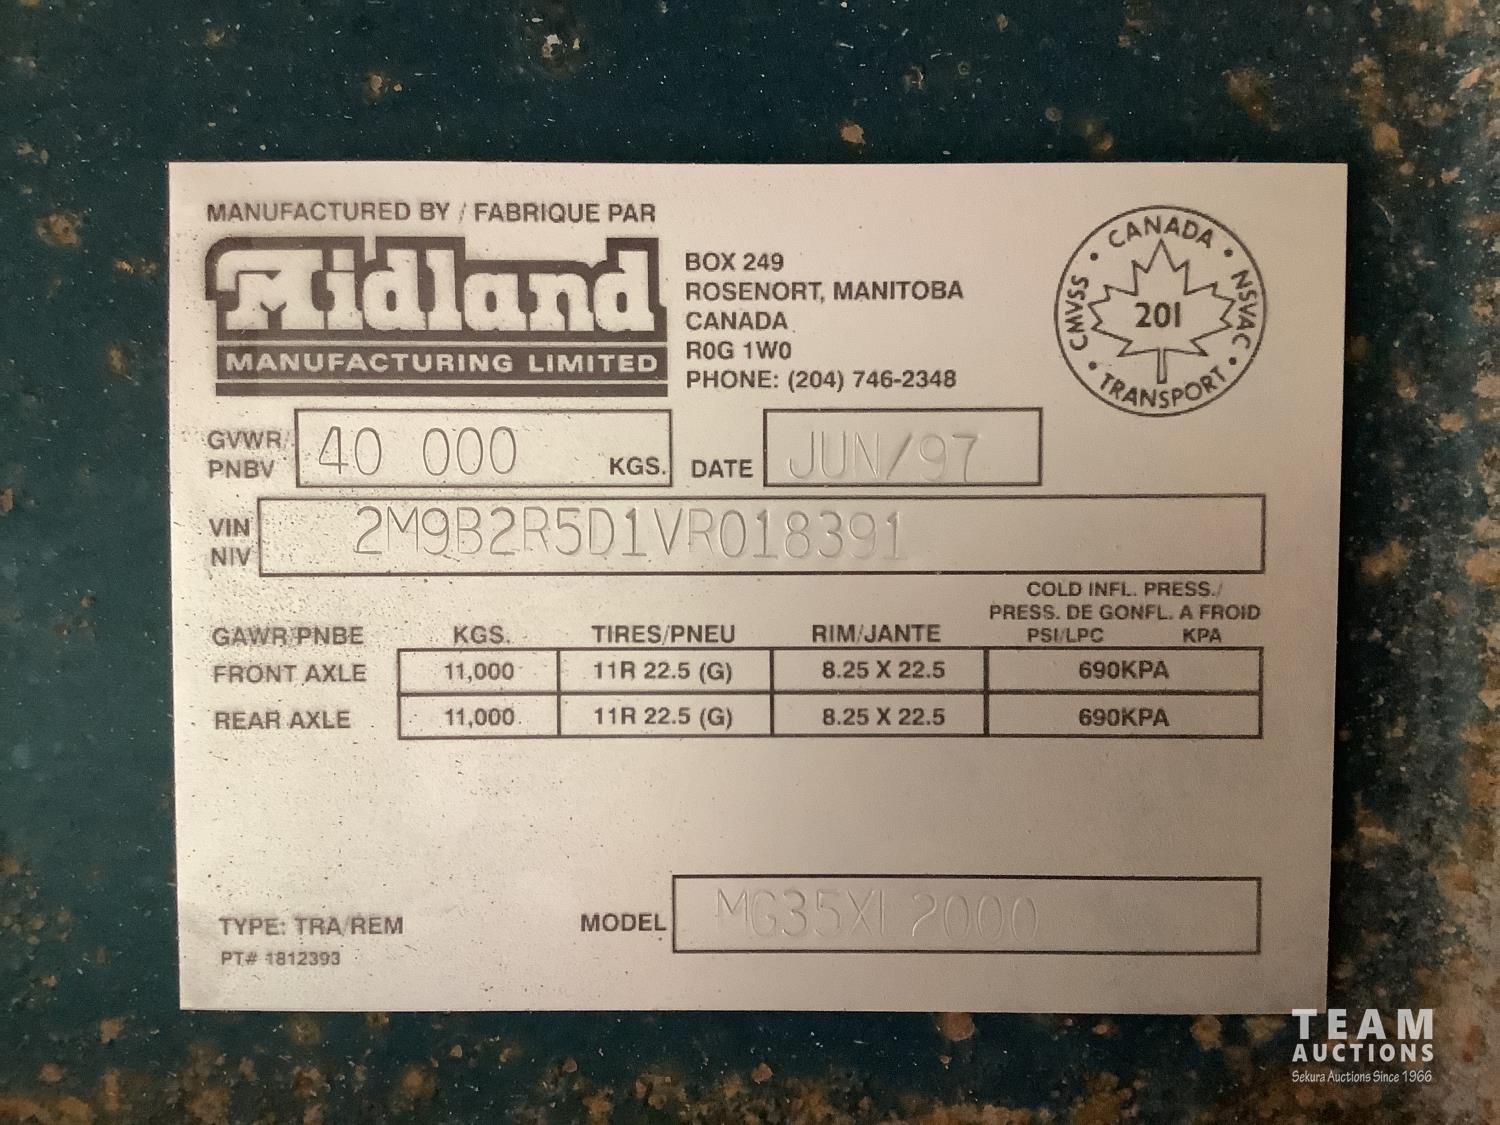 MANUFACTURED BY / FABRIQUE PAR
Midland
MANUFACTURING LIMITED
BOX 249
ROSENORT, MANITOBA
CANADA
R0G 1W0
PHONE: (204) 746-2348
CANADA
CMVSS
201
NSVAC
TRANSPORT
GVWR/
PNBV
40 000
KGS.
DATE
JUN/97
VIN
NIV
2M9B2R5D1VR018391
COLD INFL. PRESS./
PRESS. DE GONFL. A FROID
GAWR/PNBE KGS. TIRES/PNEU RIM/JANTE PSI/LPC KPA
FRONT AXLE 11,000 11R 22.5 (G) 8.25 X 22.5 690KPA
REAR AXLE 11,000 11R 22.5 (G) 8.25 X 22.5 690KPA
TYPE: TRA/REM
PT# 1812393
MODEL
MG35XL2000
TEAM
AUCTIONS
Sekura Auctions Since 1966